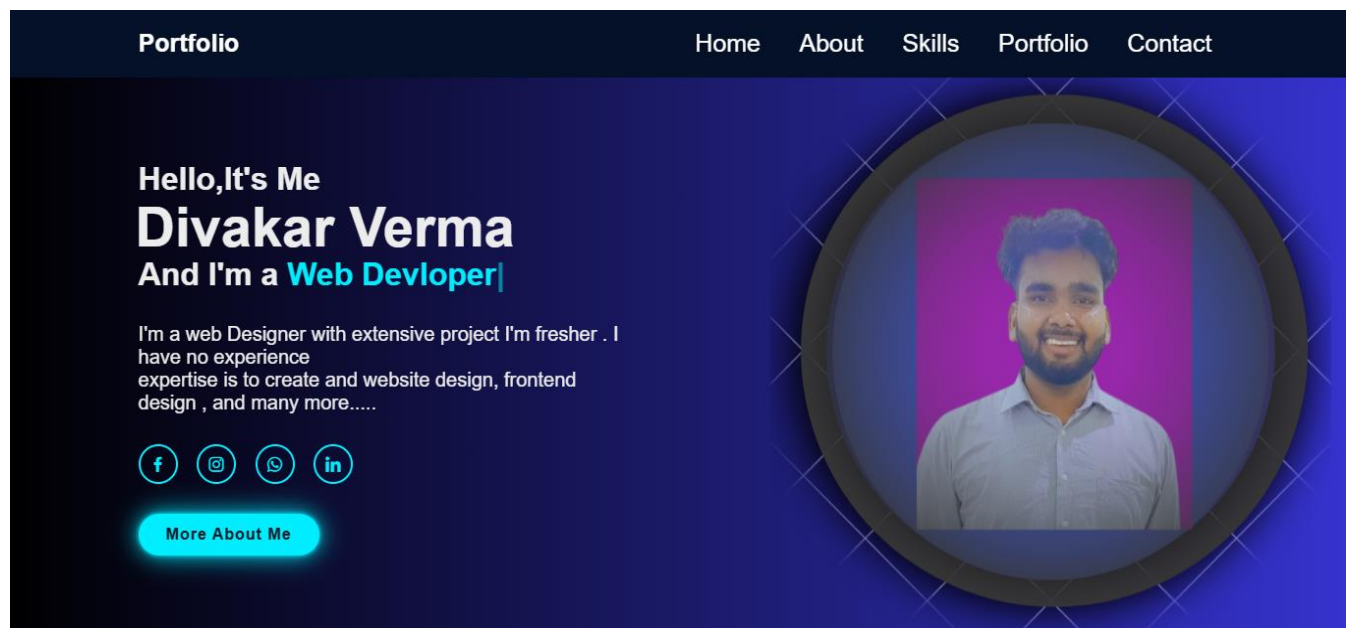 Portfolio
Home About Skills Portfolio Contact
Hello,It's Me
Divakar Verma
And I'm a Web Devloper
I'm a web Designer with extensive project I'm fresher . I
have no experience
expertise is to create and website design, frontend
design , and many more.....
More About Me